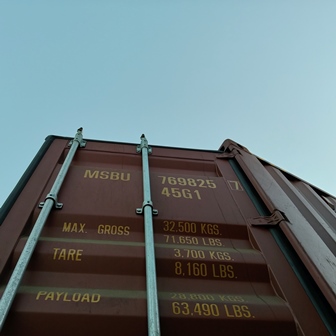 MSBU 769825 7
45G1
MAX. GROSS 32.500 KGS.
71.650 LBS.
TARE 3.700 KGS.
8.160 LBS.
PAYLOAD 28.800 KGS.
63.490 LBS.